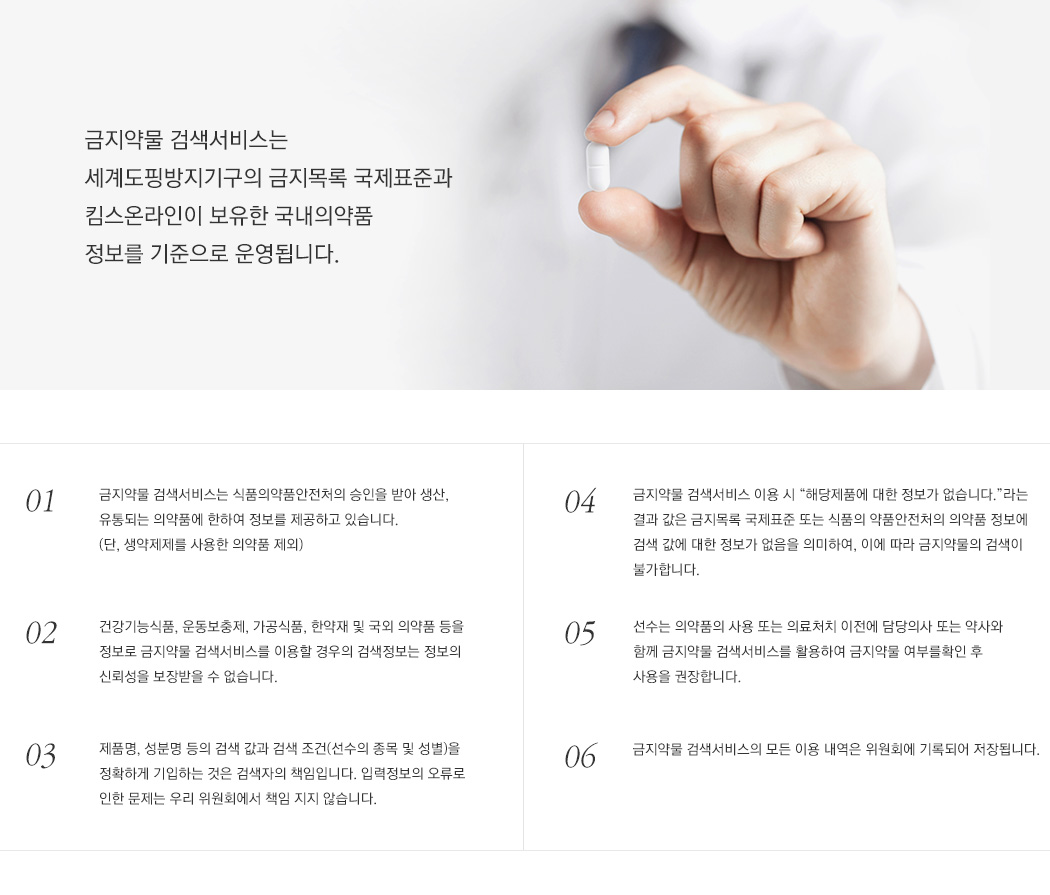 금지약물 검색서비스는
세계도핑방지기구의 금지목록 국제표준과
킴스온라인이 보유한 국내의약품
정보를 기준으로 운영됩니다.
01
금지약물 검색서비스는 식품의약품안전처의 승인을 받아 생산,
유통되는 의약품에 한하여 정보를 제공하고 있습니다.
(단, 생약제제를 사용한 의약품 제외)
02
건강기능식품, 운동보충제, 가공식품, 한약재 및 국외 의약품 등을
정보로 금지약물 검색서비스를 이용할 경우의 검색정보는 정보의
신뢰성을 보장받을 수 없습니다.
03
제품명, 성분명 등의 검색 값과 검색 조건(선수의 종목 및 성별)을
정확하게 기입하는 것은 검색자의 책임입니다. 입력정보의 오류로
인한 문제는 우리 위원회에서 책임 지지 않습니다.
04
금지약물 검색서비스 이용 시 “해당제품에 대한 정보가 없습니다.”라는
결과 값은 금지목록 국제표준 또는 식품의 약품안전처의 의약품 정보에
검색 값에 대한 정보가 없음을 의미하여, 이에 따라 금지약물의 검색이
불가합니다.
05
선수는 의약품의 사용 또는 의료처치 이전에 담당의사 또는 약사와
함께 금지약물 검색서비스를 활용하여 금지약물 여부를확인 후
사용을 권장합니다.
06
금지약물 검색서비스의 모든 이용 내역은 위원회에 기록되어 저장됩니다.